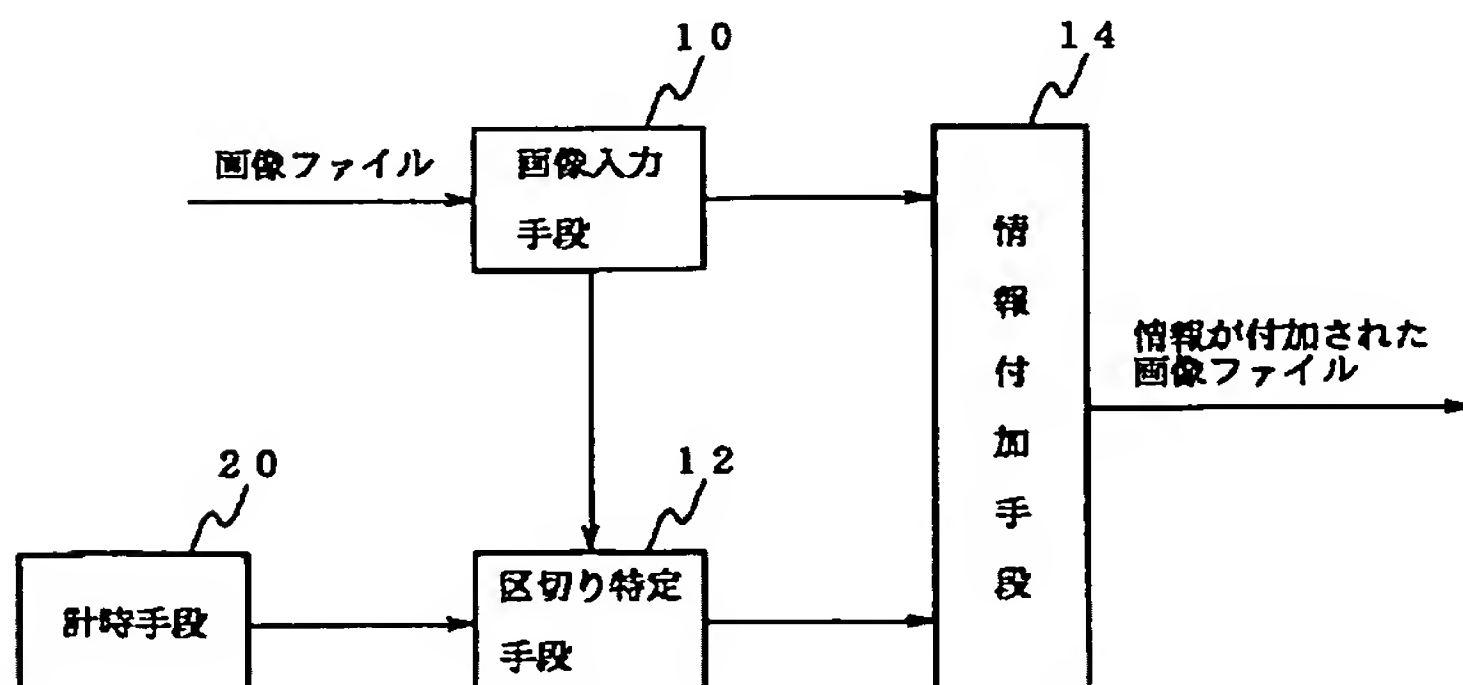 10
14
画像ファイル
画像入力
手段
情報付加手段
情報が付加された
画像ファイル
20
12
計時手段
区切り特定
手段